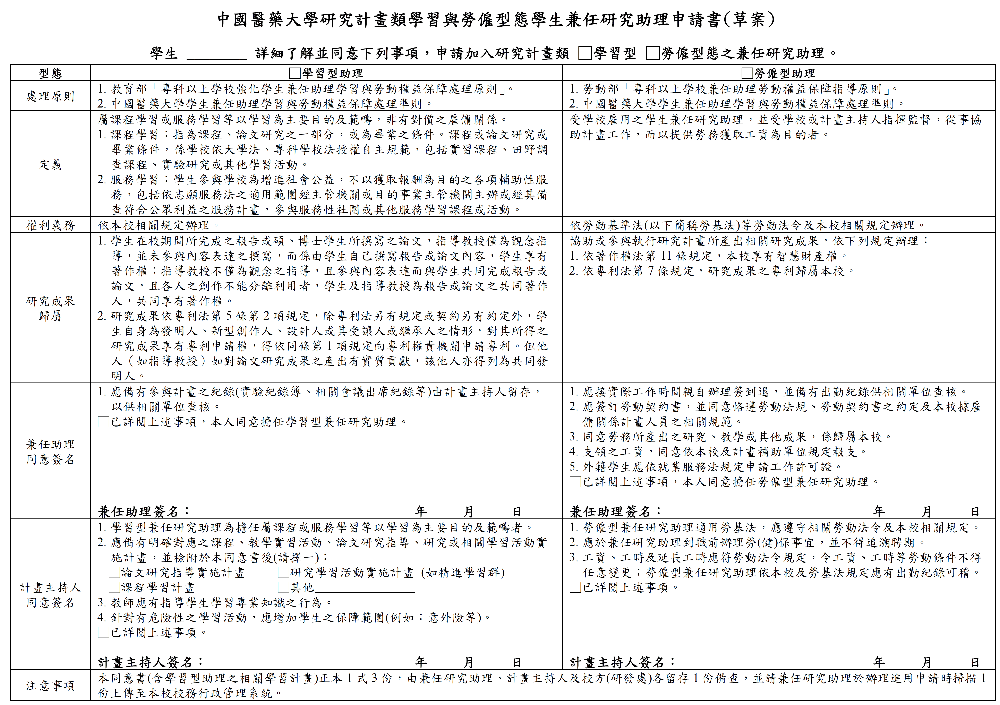 中國醫藥大學研究計畫類學習與勞僱型態學生兼任研究助理申請書(草案)
學生 ________ 詳細了解並同意下列事項，申請加入研究計畫類 □學習型 □勞僱型態之兼任研究助理。
型態
□學習型助理
□勞僱型助理
處理原則
1. 教育部「專科以上學校強化學生兼任助理學習與勞動權益保障處理原則」。
2. 中國醫藥大學學生兼任助理學習與勞動權益保障處理準則。
1. 勞動部「專科以上學校兼任助理勞動權益保障指導原則」。
2. 中國醫藥大學學生兼任助理學習與勞動權益保障處理準則。
定義
屬課程學習或服務學習等以學習為主要目的及範疇，非有對價之雇傭關係。
1. 課程學習：指為課程、論文研究之一部分，或為畢業之條件。課程或論文研究或
畢業條件，係學校依大學法、專科學校法授權自主規範，包括實習課程、田野調
查課程、實驗研究或其他學習活動。
2. 服務學習：學生參與學校為增進社會公益，不以獲取報酬為目的之各項輔助性服
務，包括依志願服務法之適用範圍經主管機關或目的事業主管機關主辦或經其備
查符合公眾利益之服務計畫，參與服務性社團或其他服務學習課程或活動。
受學校雇用之學生兼任研究助理，並受學校或計畫主持人指揮監督，從事協
助計畫工作，而以提供勞務獲取工資為目的者。
權利義務
依本校相關規定辦理。
依勞動基準法(以下簡稱勞基法)等勞動法令及本校相關規定辦理。
研究成果
歸屬
1. 學生在校期間所完成之報告或碩、博士學生所撰寫之論文，指導教授僅為觀念指
導，並未參與內容表達之撰寫，而係由學生自己撰寫報告或論文內容，學生享有
著作權；指導教授不僅為觀念之指導，且參與內容表達而與學生共同完成報告或
論文，且各人之創作不能分離利用者，學生及指導教授為報告或論文之共同著作
人，共同享有著作權。
2. 研究成果依專利法第 5 條第 2 項規定，除專利法另有規定或契約另有約定外，學
生自身為發明人、新型創作人、設計人或其受讓人或繼承人之情形，對其所得之
研究成果享有專利申請權，得依同條第 1 項規定向專利權責機關申請專利。但他
人（如指導教授）如對論文研究成果之產出有實質貢獻，該他人亦得列為共同發
明人。
協助或參與執行研究計畫所產出相關研究成果，依下列規定辦理：
1. 依著作權法第 11 條規定，本校享有智慧財產權。
2. 依專利法第 7 條規定，研究成果之專利歸屬本校。
兼任助理
同意簽名
1. 應備有參與計畫之紀錄(實驗紀錄簿、相關會議出席紀錄等)由計畫主持人留存，
以供相關單位查核。
□已詳閱上述事項，本人同意擔任學習型兼任研究助理。
兼任助理簽名： 年 月 日
1. 應接實際工作時間親自辦理簽到退，並備有出勤紀錄供相關單位查核。
2. 應簽訂勞動契約書，並同意恪遵勞動法規、勞動契約書之約定及本校據雇
傭關係計畫人員之相關規範。
3. 同意勞務所產出之研究、教學或其他成果，係歸屬本校。
4. 支領之工資，同意依本校及計畫補助單位規定報支。
5. 外籍學生應依就業服務法規定申請工作許可證。
□已詳閱上述事項，本人同意擔任勞僱型兼任研究助理。
兼任助理簽名： 年 月 日
計畫主持人
同意簽名
1. 學習型兼任研究助理為擔任屬課程或服務學習等以學習為主要目的及範疇者。
2. 應備有明確對應之課程、教學實習活動、論文研究指導、研究或相關學習活動實
施計畫，並檢附於本同意書後(請擇一)：
□論文研究指導實施計畫 □研究學習活動實施計畫 (如精進學習群)
□課程學習計畫 □其他________________
3. 教師應有指導學生學習專業知識之行為。
4. 針對有危險性之學習活動，應增加學生之保障範圍(例如：意外險等)。
□已詳閱上述事項。
計畫主持人簽名： 年 月 日
1. 勞僱型兼任研究助理適用勞基法，應遵守相關勞動法令及本校相關規定。
2. 應於兼任研究助理到職前辦理勞(健)保事宜，並不得追溯聘期。
3. 工資、工時及延長工時應符勞動法令規定，令工資、工時等勞動條件不得
任意變更；勞僱型兼任研究助理依本校及勞基法規定應有出勤紀錄可稽。
□已詳閱上述事項。
計畫主持人簽名： 年 月 日
注意事項
本同意書(含學習型助理之相關學習計畫)正本 1 式 3 份，由兼任研究助理、計畫主持人及校方(研發處)各留存 1 份備查，並請兼任研究助理於辦理進用申請時掃描 1
份上傳至本校校務行政管理系統。